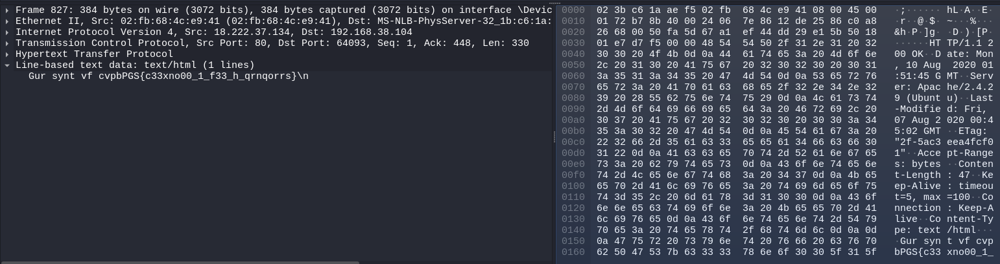 Frame 827: 384 bytes on wire (3072 bits), 384 bytes captured (3072 bits) on interface \Devic
Ethernet II, Src: 02:fb:68:4c:e9:41 (02:fb:68:4c:e9:41), Dst: MS-NLB-PhysServer-32_1b:c6:1a:
Internet Protocol Version 4, Src: 18.222.37.134, Dst: 192.168.38.104
Transmission Control Protocol, Src Port: 80, Dst Port: 64093, Seq: 1, Ack: 448, Len: 330
Hypertext Transfer Protocol
Line-based text data: text/html (1 lines)
Gur synt vf cvpbPGS{c33xno00_1_f33_h_qrnqorrs}\n
0000 02 3b c6 1a ae f5 02 fb 68 4c e9 41 08 00 45 00 ·;······ hL·A··E·
0010 01 72 b7 8b 40 00 24 06 7e 86 12 de 25 86 c0 a8 ·r··@·$· ~···%···
0020 26 68 00 50 fa 5d 67 a1 ef 44 dd 29 e1 5b 50 18 &h·P·]g· ·D·)·[P·
0030 01 e7 d7 f5 00 00 48 54 54 50 2f 31 2e 31 20 32 ······HT TP/1.1 2
0040 30 30 20 4f 4b 0d 0a 44 61 74 65 3a 20 4d 6f 6e 00 OK··D ate: Mon
0050 2c 20 31 30 20 41 75 67 20 32 30 32 30 20 30 31 , 10 Aug 2020 01
0060 3a 35 31 3a 34 35 20 47 4d 54 0d 0a 53 65 72 76 :51:45 G MT··Serv
0070 65 72 3a 20 41 70 61 63 68 65 2f 32 2e 34 2e 32 er: Apac he/2.4.2
0080 39 20 28 55 62 75 6e 74 75 29 0d 0a 4c 61 73 74 9 (Ubunt u)··Last
0090 2d 4d 6f 64 69 66 69 65 64 3a 20 46 72 69 2c 20 -Modifie d: Fri,
00a0 30 37 20 41 75 67 20 32 30 32 30 20 30 30 3a 34 07 Aug 2 020 00:4
00b0 35 3a 30 32 20 47 4d 54 0d 0a 45 54 61 67 3a 20 5:02 GMT ··ETag:
00c0 22 32 66 2d 35 61 63 33 65 65 61 34 66 63 66 30 "2f-5ac3 eea4fcf0
00d0 31 22 0d 0a 41 63 63 65 70 74 2d 52 61 6e 67 65 1"··Acce pt-Range
00e0 73 3a 20 62 79 74 65 73 0d 0a 43 6f 6e 74 65 6e s: bytes ··Conten
00f0 74 2d 4c 65 6e 67 74 68 3a 20 34 37 0d 0a 4b 65 t-Length : 47··Ke
0100 65 70 2d 41 6c 69 76 65 3a 20 74 69 6d 65 6f 75 ep-Alive : timeou
0110 74 3d 35 2c 20 6d 61 78 3d 31 30 30 0d 0a 43 6f t=5, max =100··Co
0120 6e 6e 65 63 74 69 6f 6e 3a 20 4b 65 65 70 2d 41 nnection : Keep-A
0130 6c 69 76 65 0d 0a 43 6f 6e 74 65 6e 74 2d 54 79 live··Co ntent-Ty
0140 70 65 3a 20 74 65 78 74 2f 68 74 6d 6c 0d 0a 0d pe: text /html···
0150 0a 47 75 72 20 73 79 6e 74 20 76 66 20 63 76 70 ·Gur syn t vf cvp
0160 62 50 47 53 7b 63 33 33 78 6e 6f 30 30 5f 31 5f bPGS{c33 xno00_1_